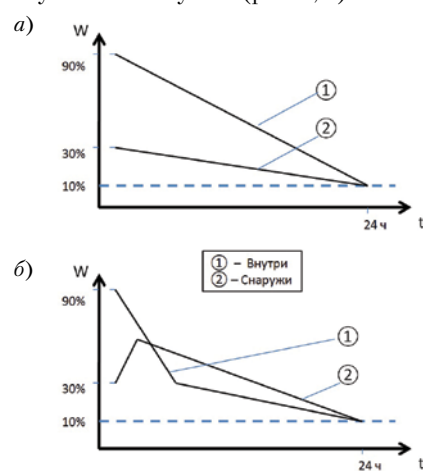 а)
W
90%
30%
10%
①
②
24 ч
t
б)
① – Внутри
② – Снаружи
W
90%
30%
10%
①
②
24 ч
t